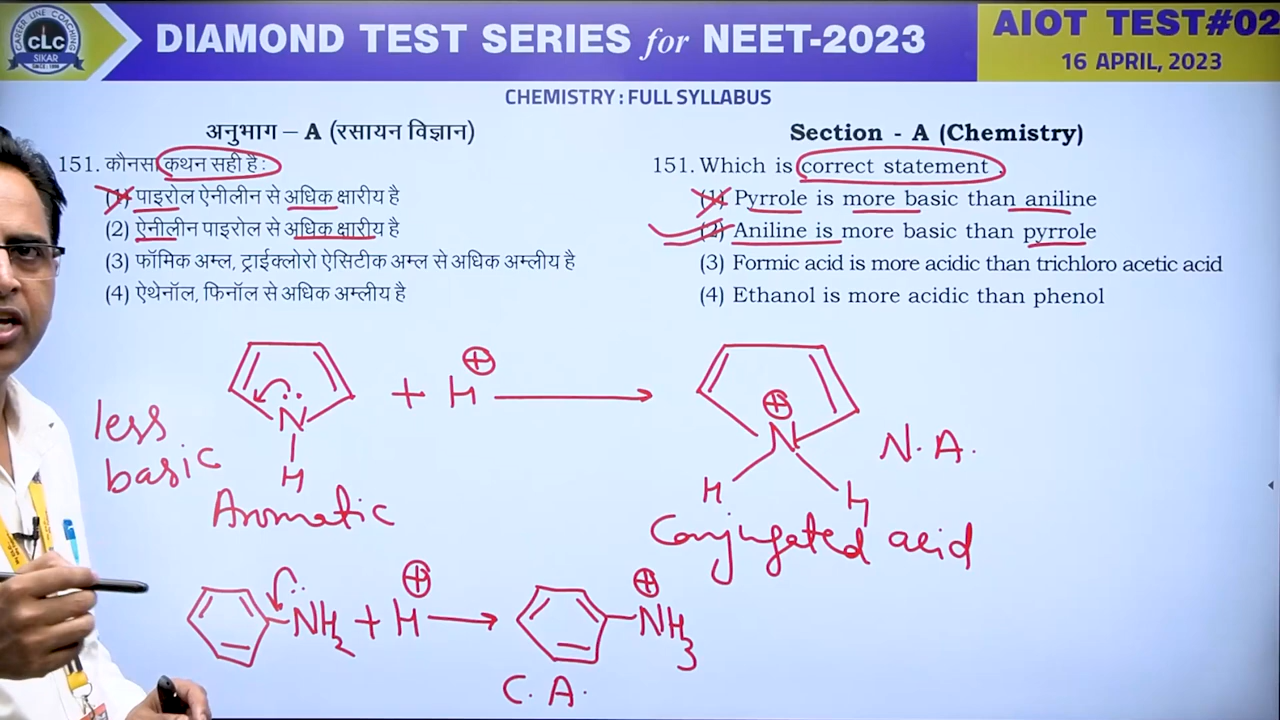 CAREER LINE COACHING
CLC
SIKAR
SINCE : 1996
DIAMOND TEST SERIES for NEET-2023
AIOT TEST#02
16 APRIL, 2023
CHEMISTRY : FULL SYLLABUS
अनुभाग – A (रसायन विज्ञान)
151. कौनसा कथन सही है :
(1) पाइरोल ऐनीलीन से अधिक क्षारीय है
(2) ऐनीलीन पाइरोल से अधिक क्षारीय है
(3) फॉमिक अम्ल, ट्राईक्लोरो ऐसिटीक अम्ल से अधिक अम्लीय है
(4) ऐथेनॉल, फिनॉल से अधिक अम्लीय है
Section - A (Chemistry)
151. Which is correct statement .
(1) Pyrrole is more basic than aniline
(2) Aniline is more basic than pyrrole
(3) Formic acid is more acidic than trichloro acetic acid
(4) Ethanol is more acidic than phenol
less
basic
N
H
+ H⊕
Aromatic
⊕
N
H H
N.A.
Conjugated acid
NH2 + H⊕
⊕
NH3
C.A.